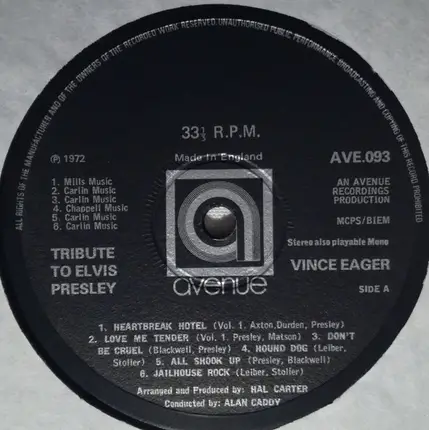 ALL RIGHTS OF THE MANUFACTURER AND OF THE OWNERS OF THE RECORDED WORK RESERVED. UNAUTHORISED PUBLIC PERFORMANCE, BROADCASTING AND COPYING OF THIS RECORD PROHIBITED
33⅓ R.P.M.
℗ 1972
Made in England
AVE.093
1. Mills Music
2. Carlin Music
3. Carlin Music
4. Chappell Music
5. Carlin Music
6. Carlin Music
AN AVENUE
RECORDINGS
PRODUCTION
MCPS/BIEM
Stereo also playable Mono
TRIBUTE
TO ELVIS
PRESLEY
VINCE EAGER
SIDE A
a
avenue
1. HEARTBREAK HOTEL (Vol. 1. Axton,Durden, Presley)
2. LOVE ME TENDER (Vol. 1. Presley, Matson) 3. DON'T
BE CRUEL (Blackwell, Presley) 4. HOUND DOG (Leiber,
Stoller) 5. ALL SHOOK UP (Presley, Blackwell)
6. JAILHOUSE ROCK (Leiber, Stoller)
Arranged and Produced by: HAL CARTER
Conducted by: ALAN CADDY